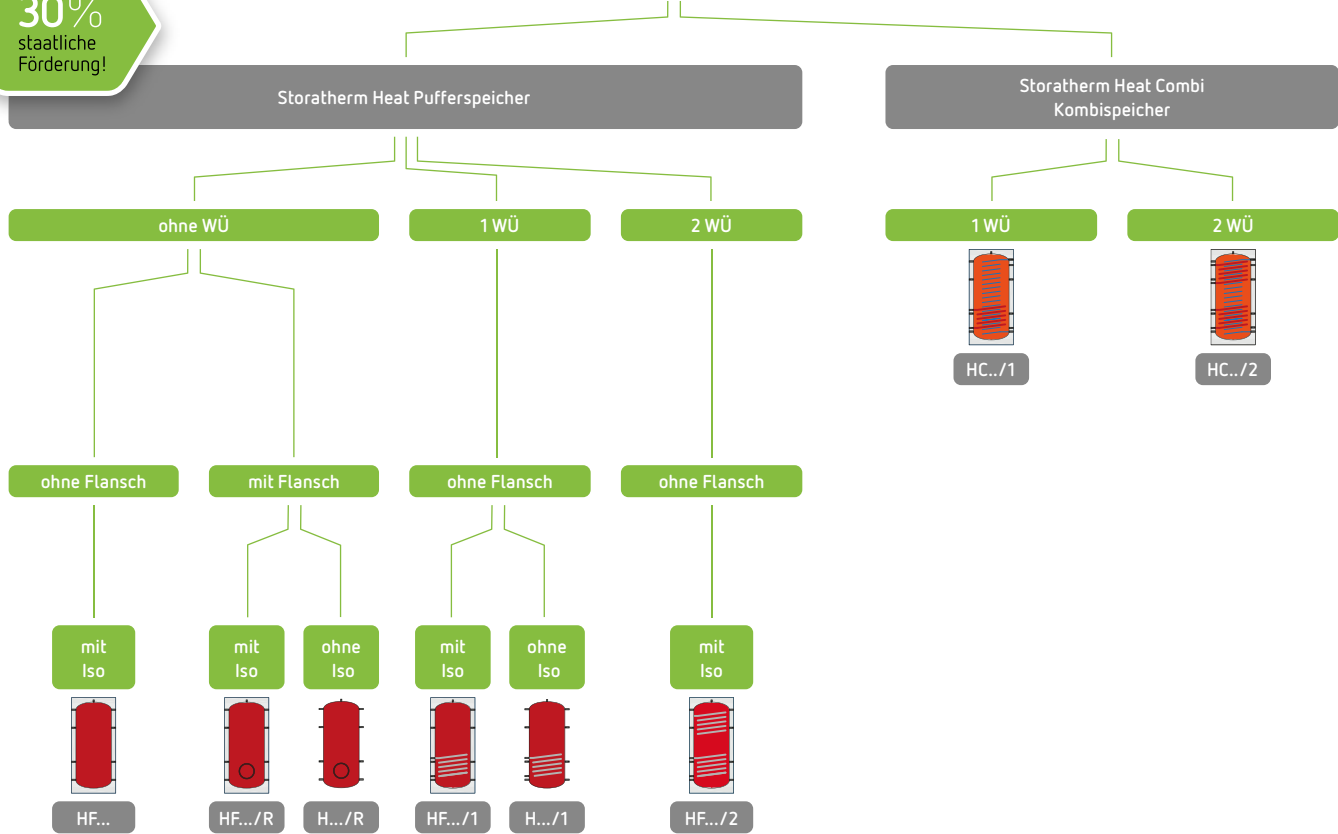 30%
staatliche
Förderung!
Storatherm Heat Pufferspeicher
Storatherm Heat Combi
Kombispeicher
ohne WÜ
1 WÜ
2 WÜ
1 WÜ
2 WÜ
HC../1
HC../2
ohne Flansch
mit Flansch
ohne Flansch
ohne Flansch
mit
Iso
mit
Iso
ohne
Iso
mit
Iso
ohne
Iso
mit
Iso
HF...
HF.../R
H.../R
HF.../1
H.../1
HF.../2